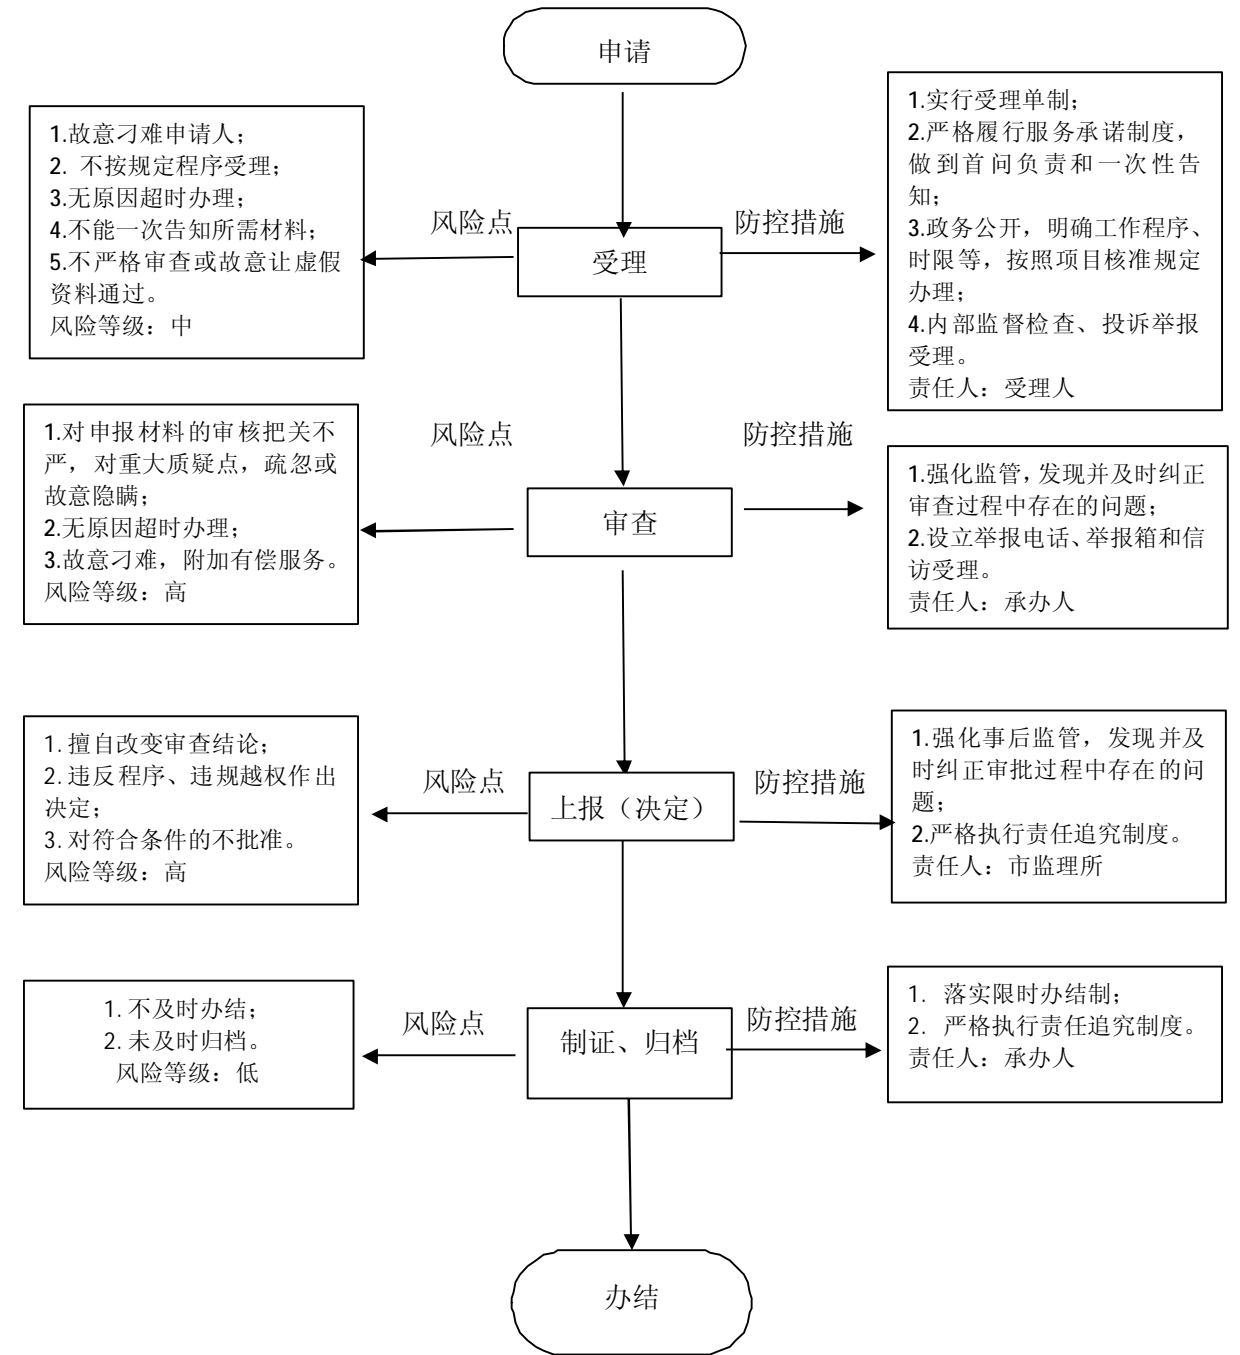 申请
1.故意刁难申请人；
2. 不按规定程序受理；
3.无原因超时办理；
4.不能一次告知所需材料；
5.不严格审查或故意让虚假
资料通过。
风险等级：中
风险点
受理
防控措施
1.实行受理单制；
2.严格履行服务承诺制度，
做到首问负责和一次性告
知；
3.政务公开，明确工作程序、
时限等，按照项目核准规定
办理；
4.内部监督检查、投诉举报
受理。
责任人：受理人
1.对申报材料的审核把关不
严，对重大质疑点，疏忽或
故意隐瞒；
2.无原因超时办理；
3.故意刁难，附加有偿服务。
风险等级：高
风险点
审查
防控措施
1.强化监管，发现并及时纠正
审查过程中存在的问题；
2.设立举报电话、举报箱和信
访受理。
责任人：承办人
1.擅自改变审查结论；
2.违反程序、违规越权作出
决定；
3.对符合条件的不批准。
风险等级：高
风险点
上报（决定）
防控措施
1.强化事后监管，发现并及
时纠正审批过程中存在的问
题；
2.严格执行责任追究制度。
责任人：市监理所
1.不及时办结；
2.未及时归档。
风险等级：低
风险点
制证、归档
防控措施
1. 落实限时办结制；
2. 严格执行责任追究制度。
责任人：承办人
办结